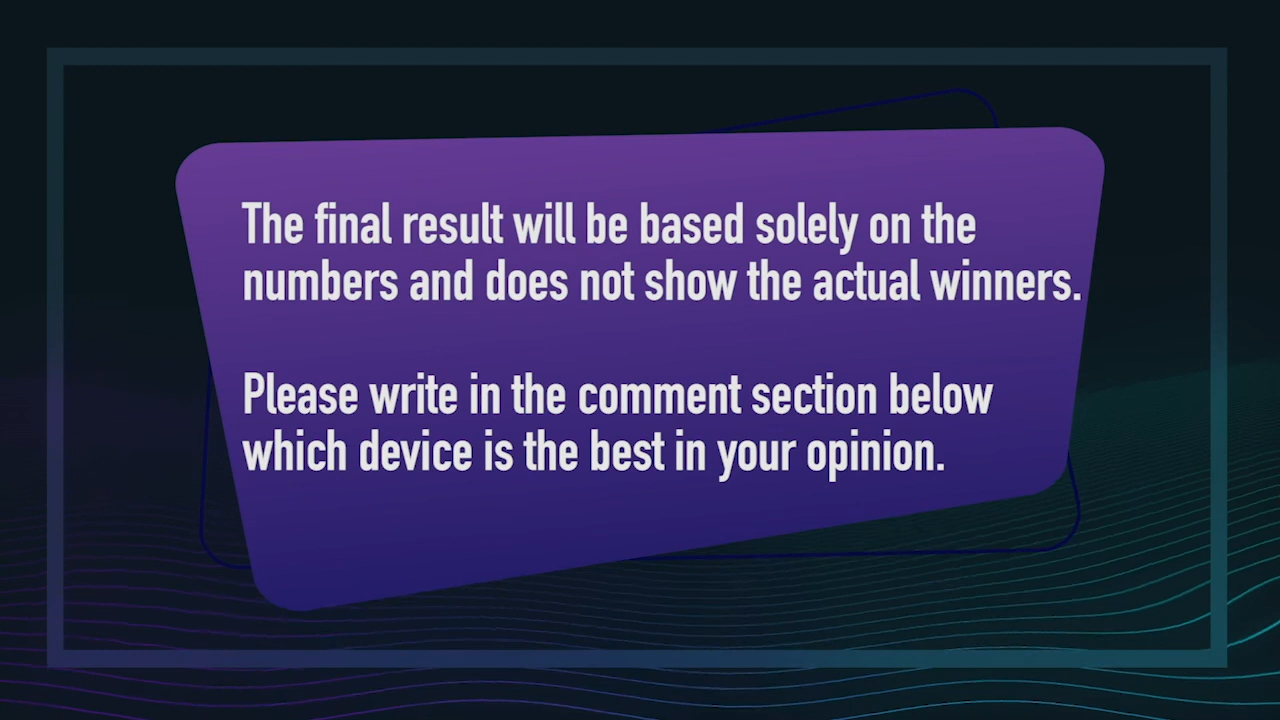 The final result will be based solely on the
numbers and does not show the actual winners.
Please write in the comment section below
which device is the best in your opinion.